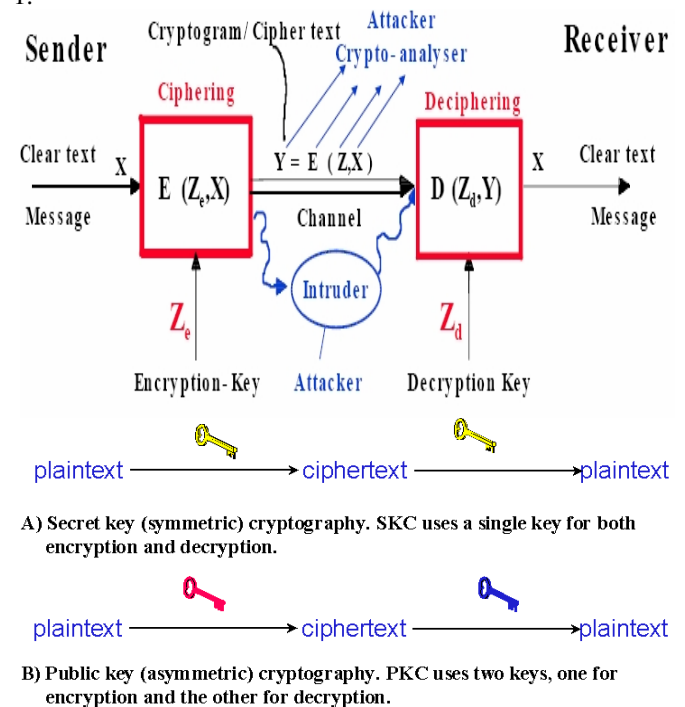 1.
Attacker
Cryptogram/ Cipher text
Crypto-analyser
Sender
Receiver
Ciphering
Deciphering
Clear text
X
Y = E (Z,X)
X
Clear text
E (Ze,X)
D (Zd,Y)
Message
Channel
Message
Intruder
Ze
Zd
Encryption-Key
Attacker
Decryption Key
plaintext
ciphertext
plaintext
A) Secret key (symmetric) cryptography. SKC uses a single key for both
encryption and decryption.
plaintext
ciphertext
plaintext
B) Public key (asymmetric) cryptography. PKC uses two keys, one for
encryption and the other for decryption.